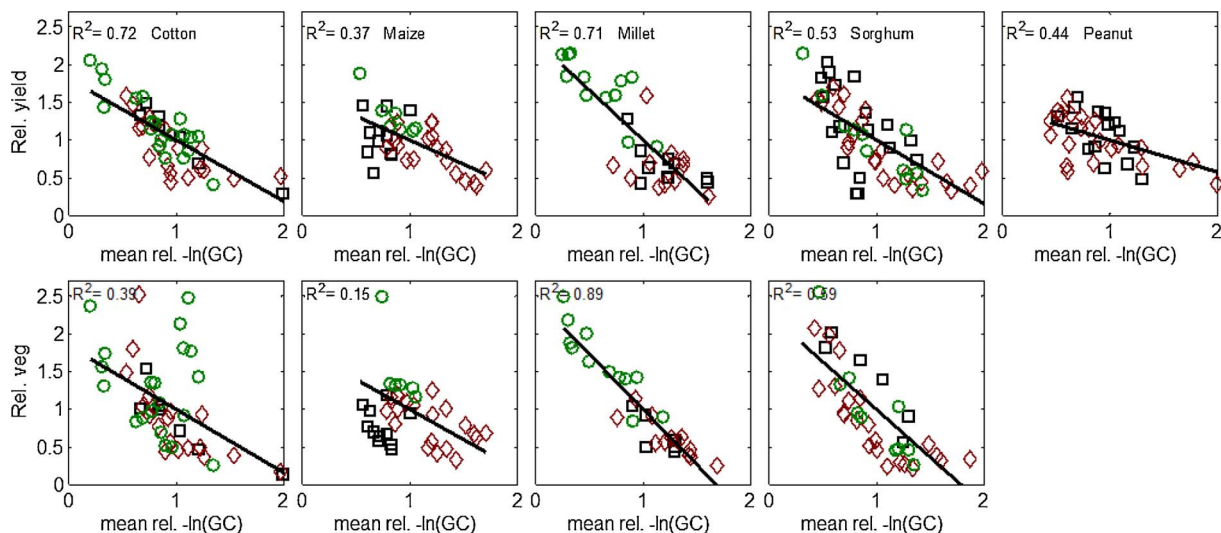 R²= 0.72 Cotton
R²= 0.37 Maize
R²= 0.71 Millet
R²= 0.53 Sorghum
R²= 0.44 Peanut
Rel. yield
2.5
2
1.5
1
0.5
0
0 1 2
0 1 2
0 1 2
0 1 2
0 1 2
mean rel. -ln(GC)
mean rel. -ln(GC)
mean rel. -ln(GC)
mean rel. -ln(GC)
mean rel. -ln(GC)
R²= 0.39
R²= 0.15
R²= 0.89
R²= 0.59
Rel. veg
2.5
2
1.5
1
0.5
0
0 1 2
0 1 2
0 1 2
0 1 2
mean rel. -ln(GC)
mean rel. -ln(GC)
mean rel. -ln(GC)
mean rel. -ln(GC)